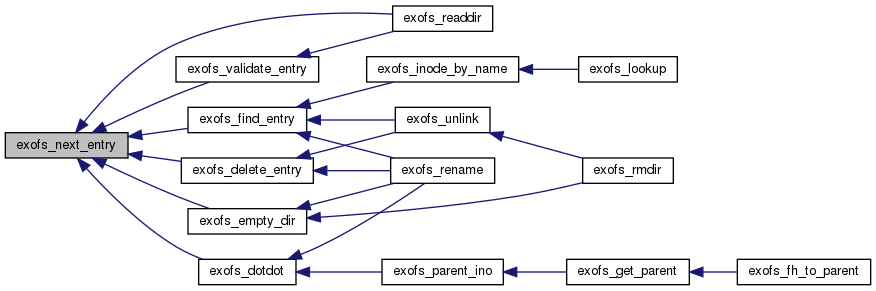 exofs_readdir
exofs_validate_entry
exofs_inode_by_name
exofs_lookup
exofs_find_entry
exofs_unlink
exofs_next_entry
exofs_delete_entry
exofs_rename
exofs_rmdir
exofs_empty_dir
exofs_dotdot
exofs_parent_ino
exofs_get_parent
exofs_fh_to_parent